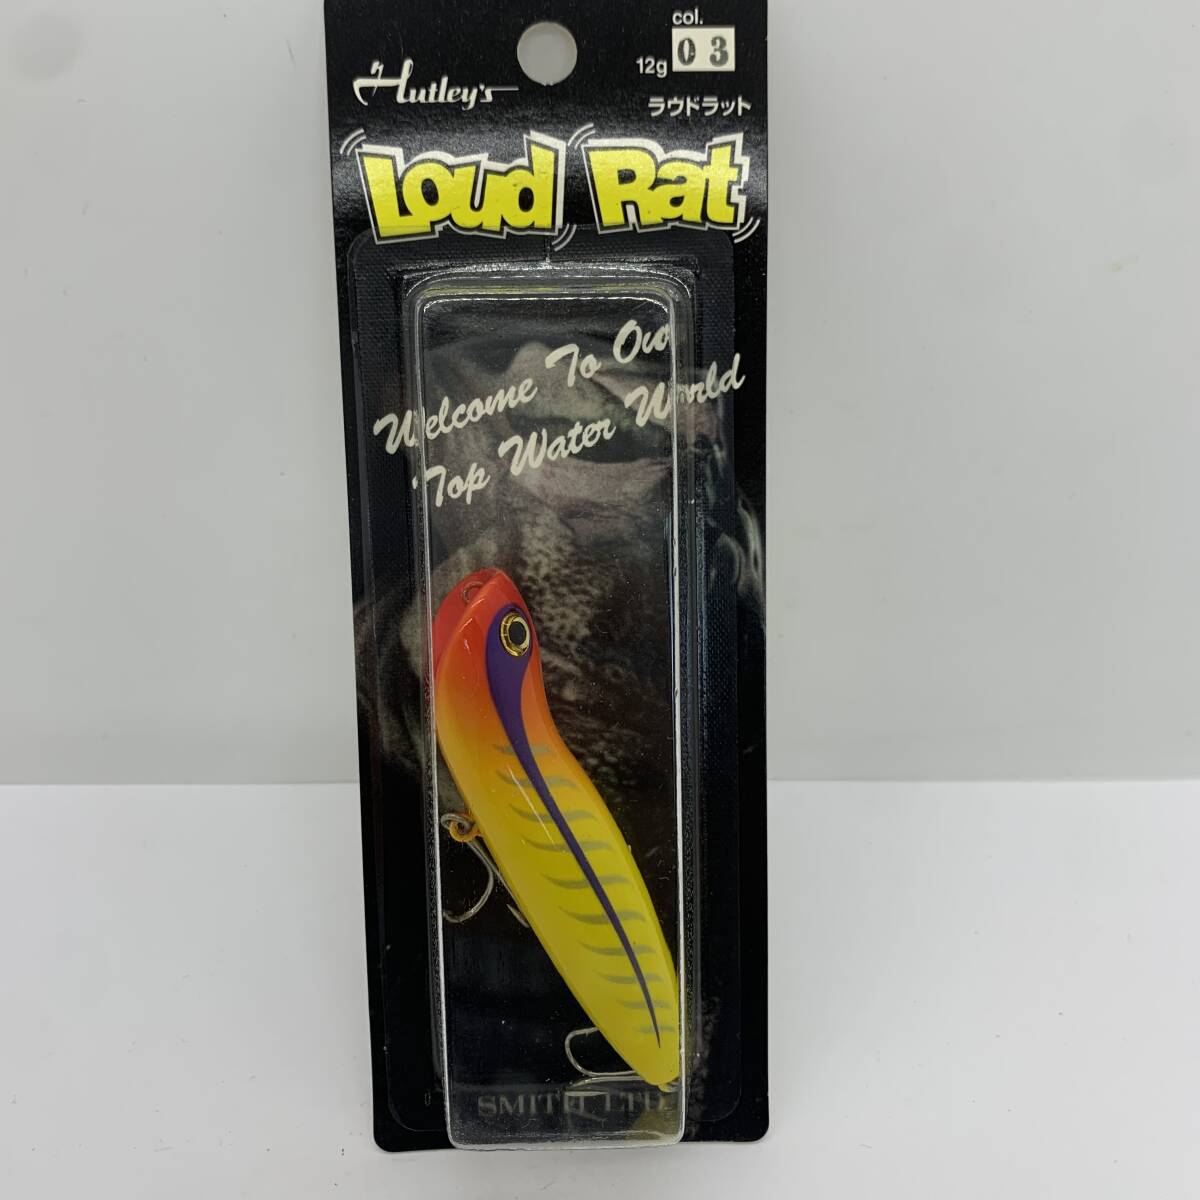 col.
12g 03
Hutley's
ラウドラット
Loud Rat
Welcome To Our
Top Water World
SMITH LTD